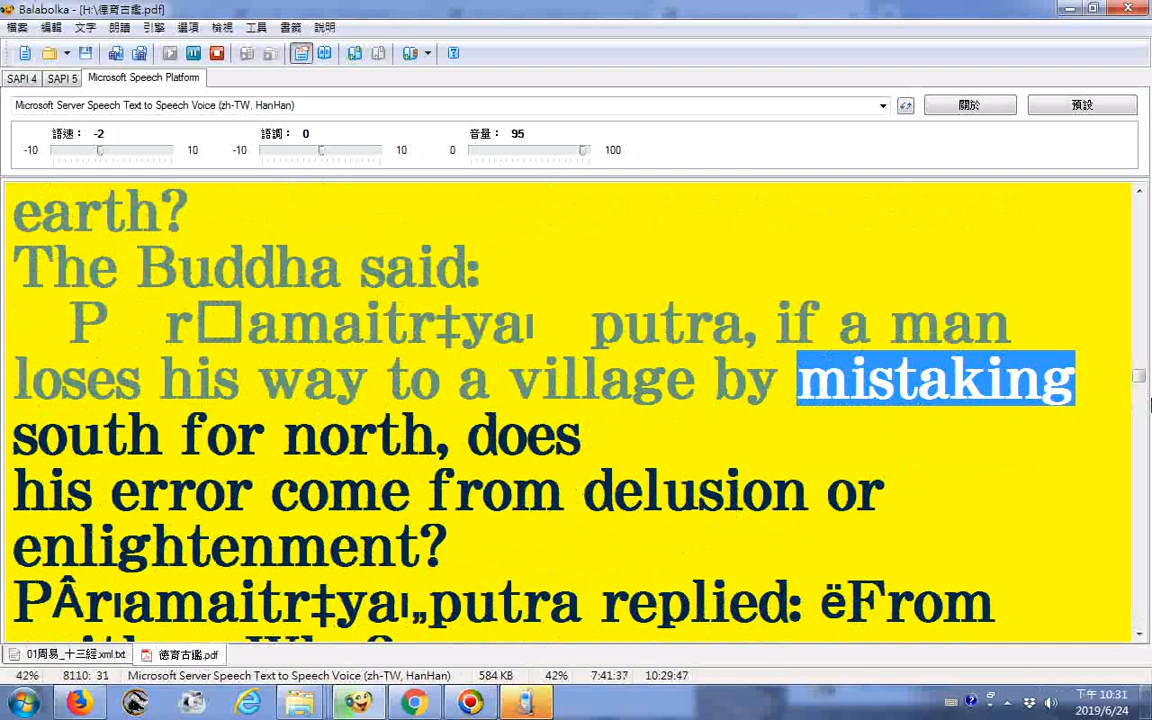 Balabolka - [H:\德育古鑑.pdf]
檔案 編輯 文字 朗讀 引擎 選項 檢視 工具 書籤 說明
SAPI 4 SAPI 5 Microsoft Speech Platform
Microsoft Server Speech Text to Speech Voice (zh-TW, HanHan) 關於 預設
語速： -2 語調： 0 音量： 95
-10 10 -10 10 0 100
earth?
The Buddha said:
P r□amaitr‡yaı putra, if a man
loses his way to a village by mistaking
south for north, does
his error come from delusion or
enlightenment?
PÂrıamaitr‡yaı„putra replied: ëFrom
01周易_十三經.xml.txt 德育古鑑.pdf
42% 8110: 31 Microsoft Server Speech Text to Speech Voice (zh-TW, HanHan) 584 KB 42% 7:41:37 10:29:47
下午 10:31
2019/6/24